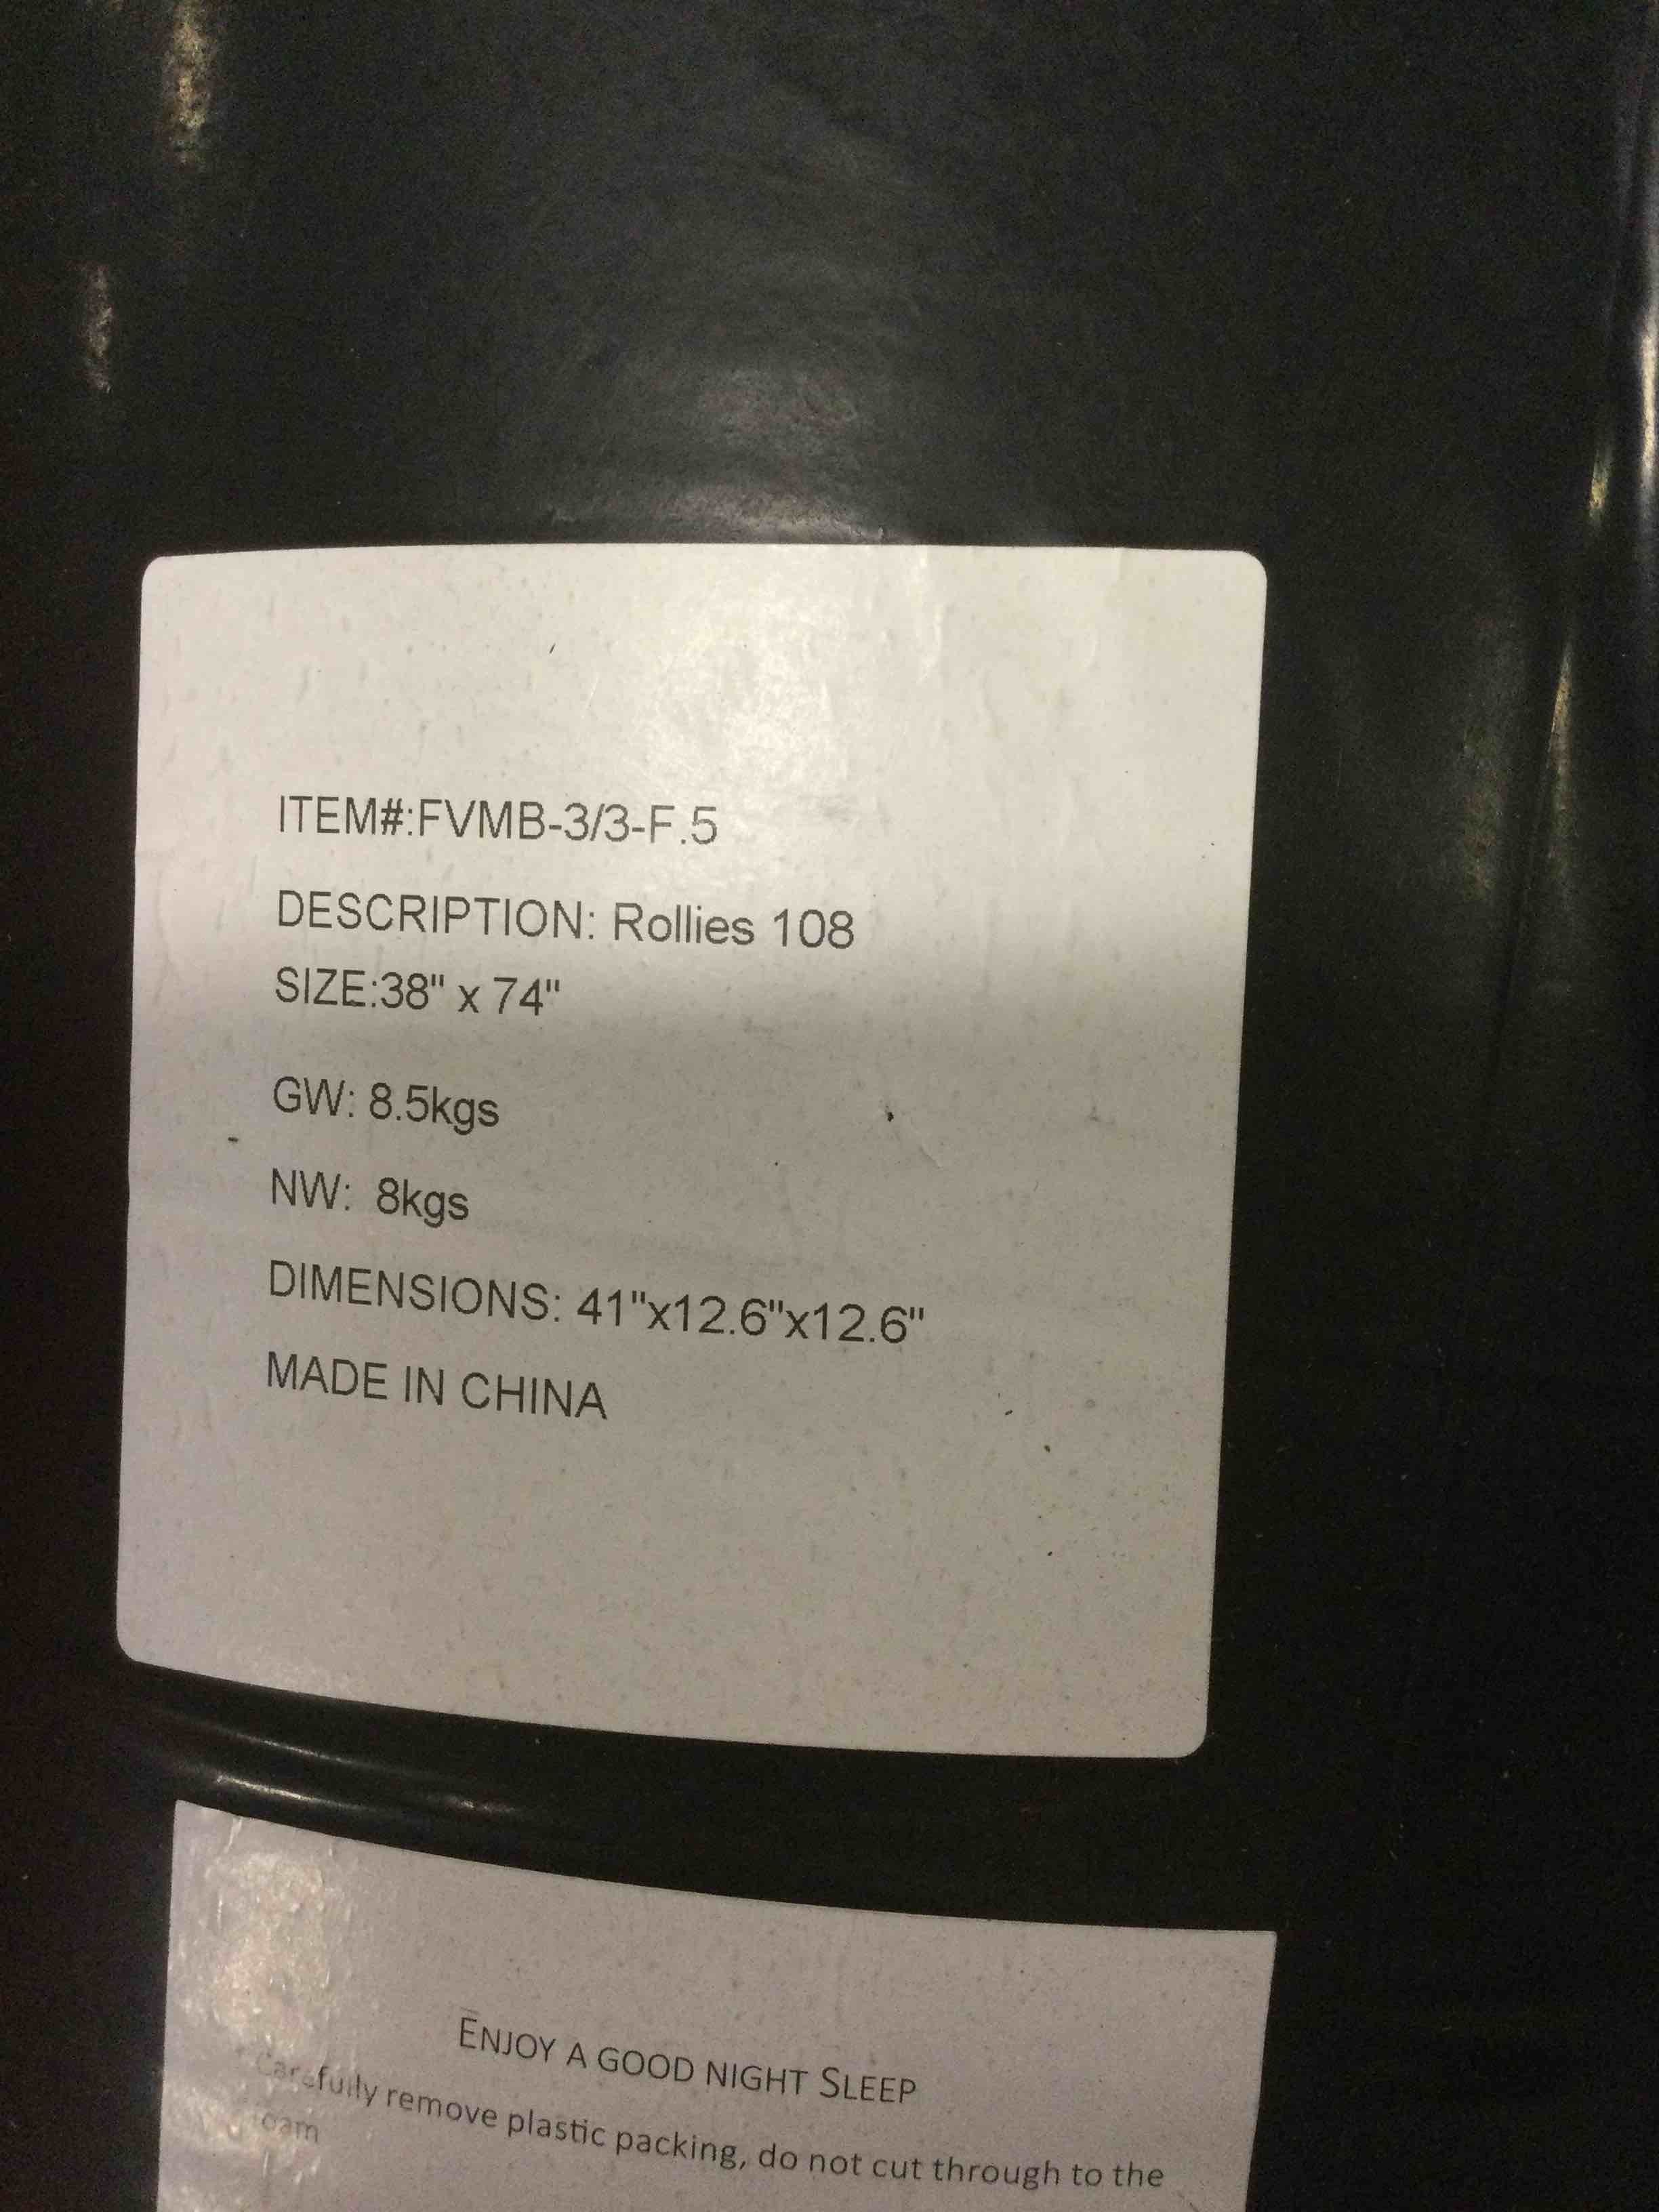 ITEM#:FVMB-3/3-F.5
DESCRIPTION: Rollies 108
SIZE:38" x 74"
GW: 8.5kgs
NW: 8kgs
DIMENSIONS: 41"x12.6"x12.6"
MADE IN CHINA
ENJOY A GOOD NIGHT SLEEP
Carefully remove plastic packing, do not cut through to the
foam